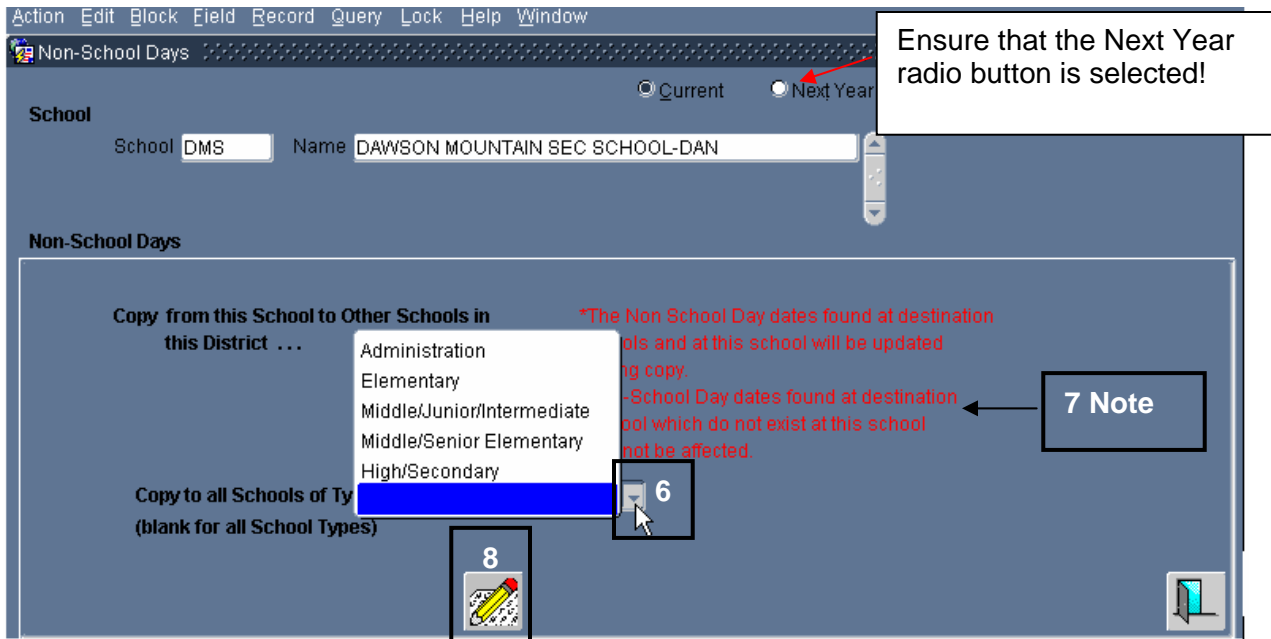 Action Edit Block Field Record Query Lock Help Window
Non-School Days
Ensure that the Next Year
radio button is selected!
Current Next Year
School
School DMS Name DAWSON MOUNTAIN SEC SCHOOL-DAN
Non-School Days
Copy from this School to Other Schools in
this District ...
*The Non School Day dates found at destination
and at this school will be updated
copy.
-School Day dates found at destination
which do not exist at this school
not be affected.
7 Note
Administration
Elementary
Middle/Junior/Intermediate
Middle/Senior Elementary
High/Secondary
Copy to all Schools of
(blank for all School Types)
6
8